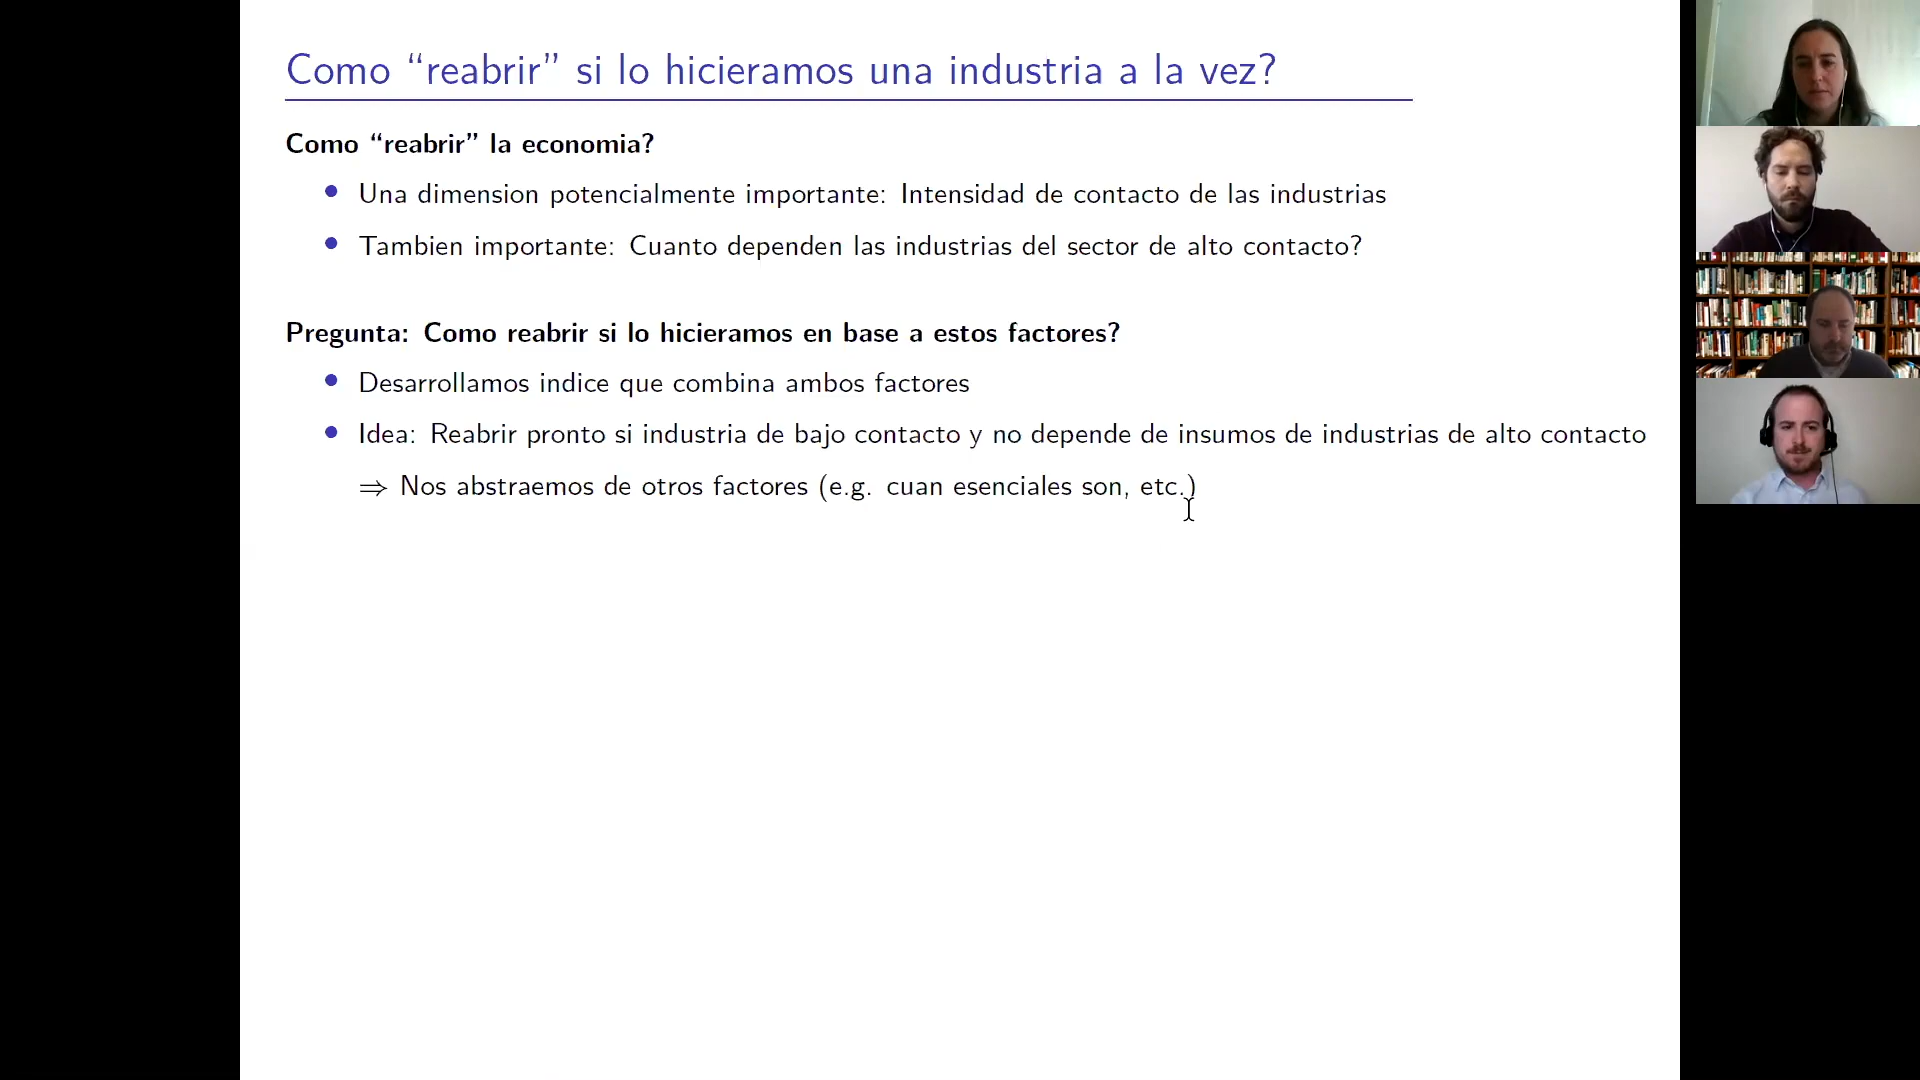 Como “reabrir” si lo hicieramos una industria a la vez?
Como “reabrir” la economia?
• Una dimension potencialmente importante: Intensidad de contacto de las industrias
• Tambien importante: Cuanto dependen las industrias del sector de alto contacto?
Pregunta: Como reabrir si lo hicieramos en base a estos factores?
• Desarrollamos indice que combina ambos factores
• Idea: Reabrir pronto si industria de bajo contacto y no depende de insumos de industrias de alto contacto
⇒ Nos abstraemos de otros factores (e.g. cuan esenciales son, etc.)